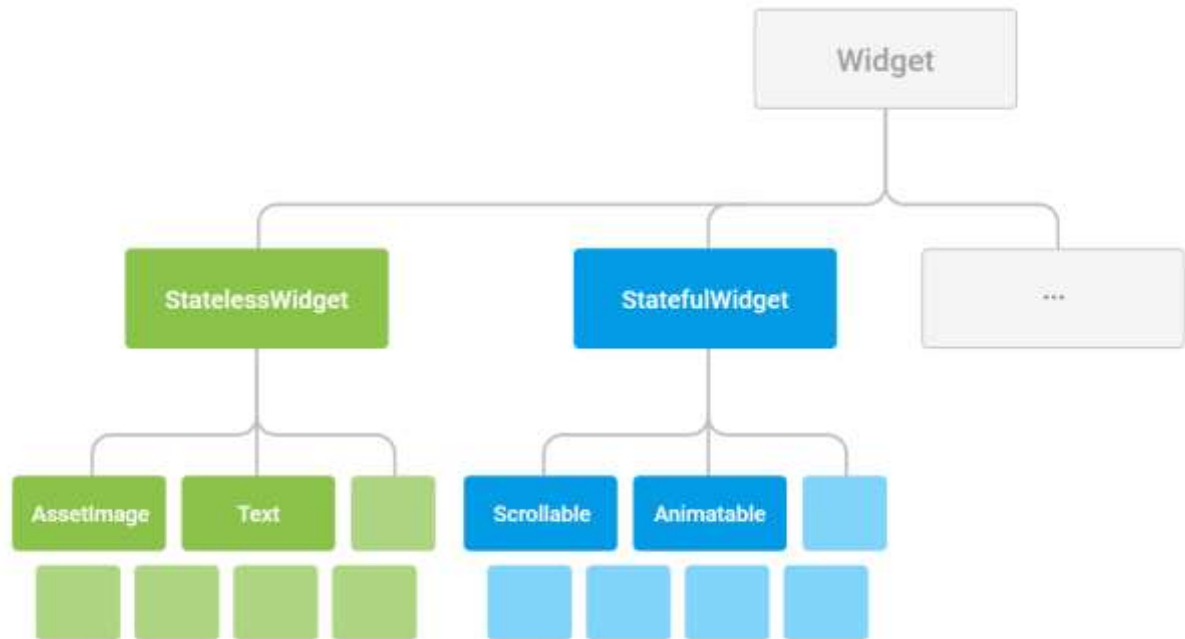 Widget
StatelessWidget
StatefulWidget
...
AssetImage
Text
Scrollable
Animatable